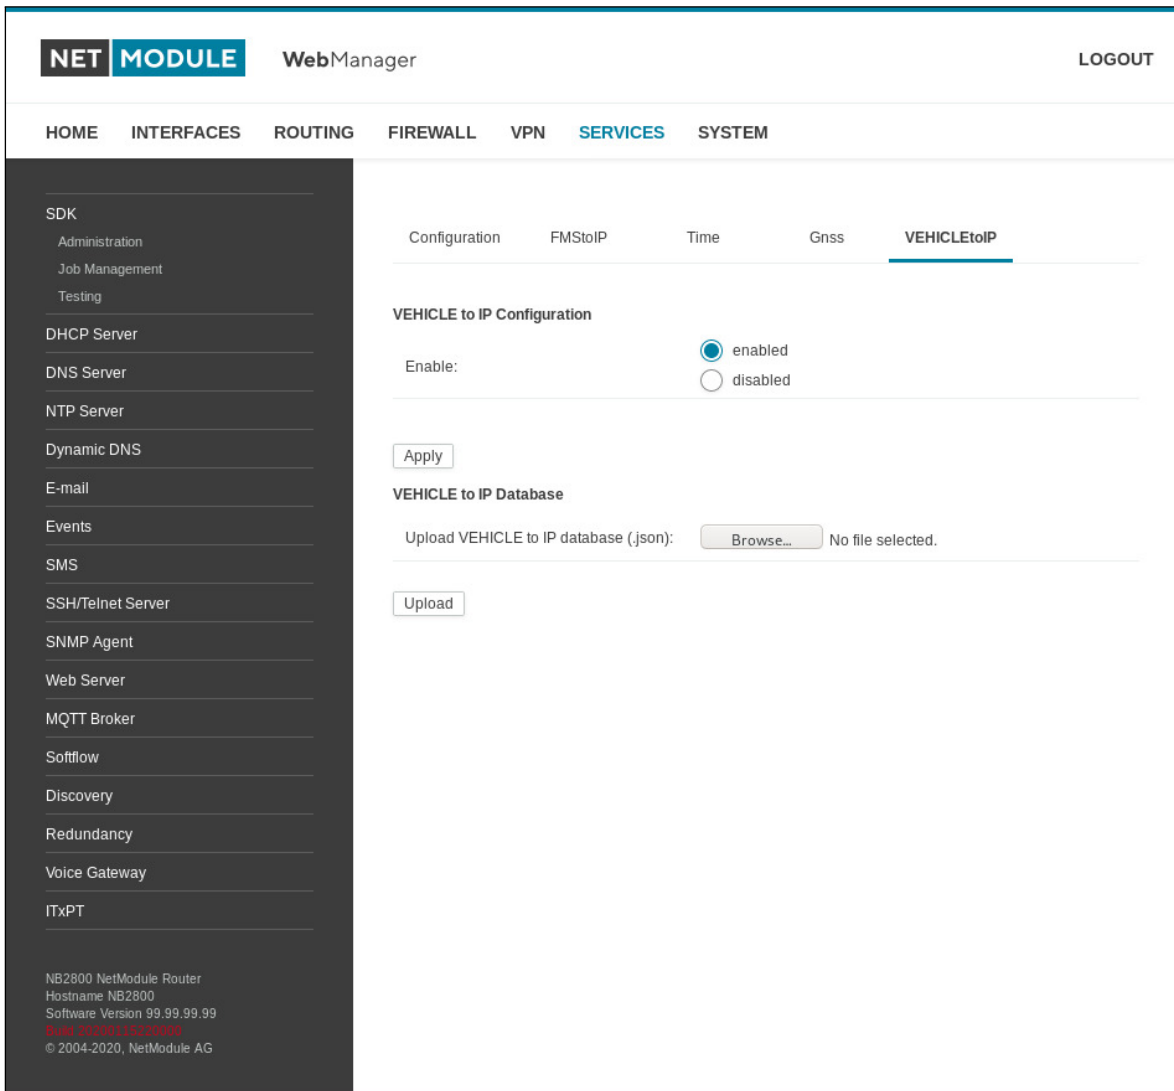 NET MODULE WebManager LOGOUT
HOME INTERFACES ROUTING FIREWALL VPN SERVICES SYSTEM
SDK
Administration
Job Management
Testing
DHCP Server
DNS Server
NTP Server
Dynamic DNS
E-mail
Events
SMS
SSH/Telnet Server
SNMP Agent
Web Server
MQTT Broker
Softflow
Discovery
Redundancy
Voice Gateway
ITxPT
NB2800 NetModule Router
Hostname NB2800
Software Version 99.99.99.99
Build 20200115220000
© 2004-2020, NetModule AG
Configuration FMStoIP Time Gnss VEHICLEtoIP
VEHICLE to IP Configuration
Enable:
enabled
disabled
Apply
VEHICLE to IP Database
Upload VEHICLE to IP database (.json): Browse... No file selected.
Upload